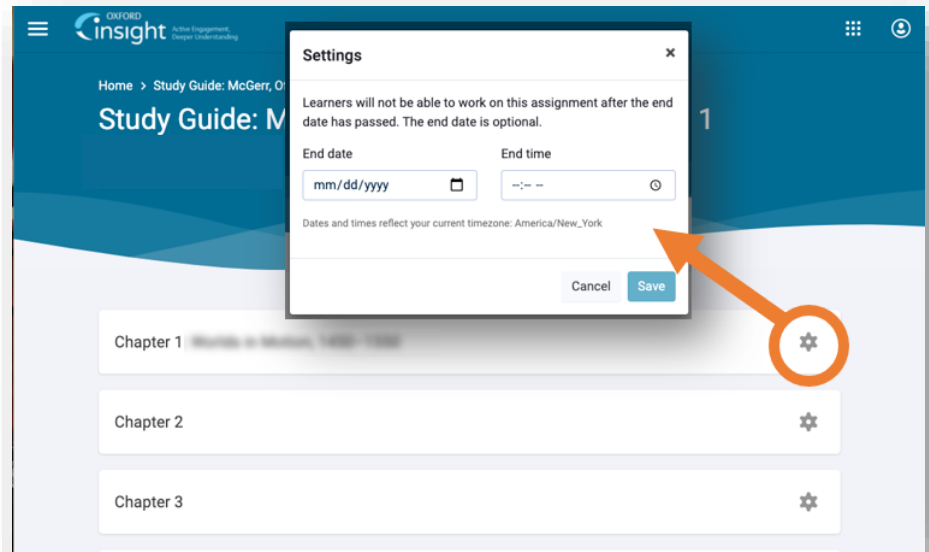 OXFORD
insight Active Engagement,
Deeper Understanding
Home > Study Guide: McGerr, O
Study Guide: M
1
Settings ×
Learners will not be able to work on this assignment after the end
date has passed. The end date is optional.
End date End time
mm/dd/yyyy --:-- --
Dates and times reflect your current timezone: America/New_York
Cancel Save
Chapter 1
Chapter 2
Chapter 3